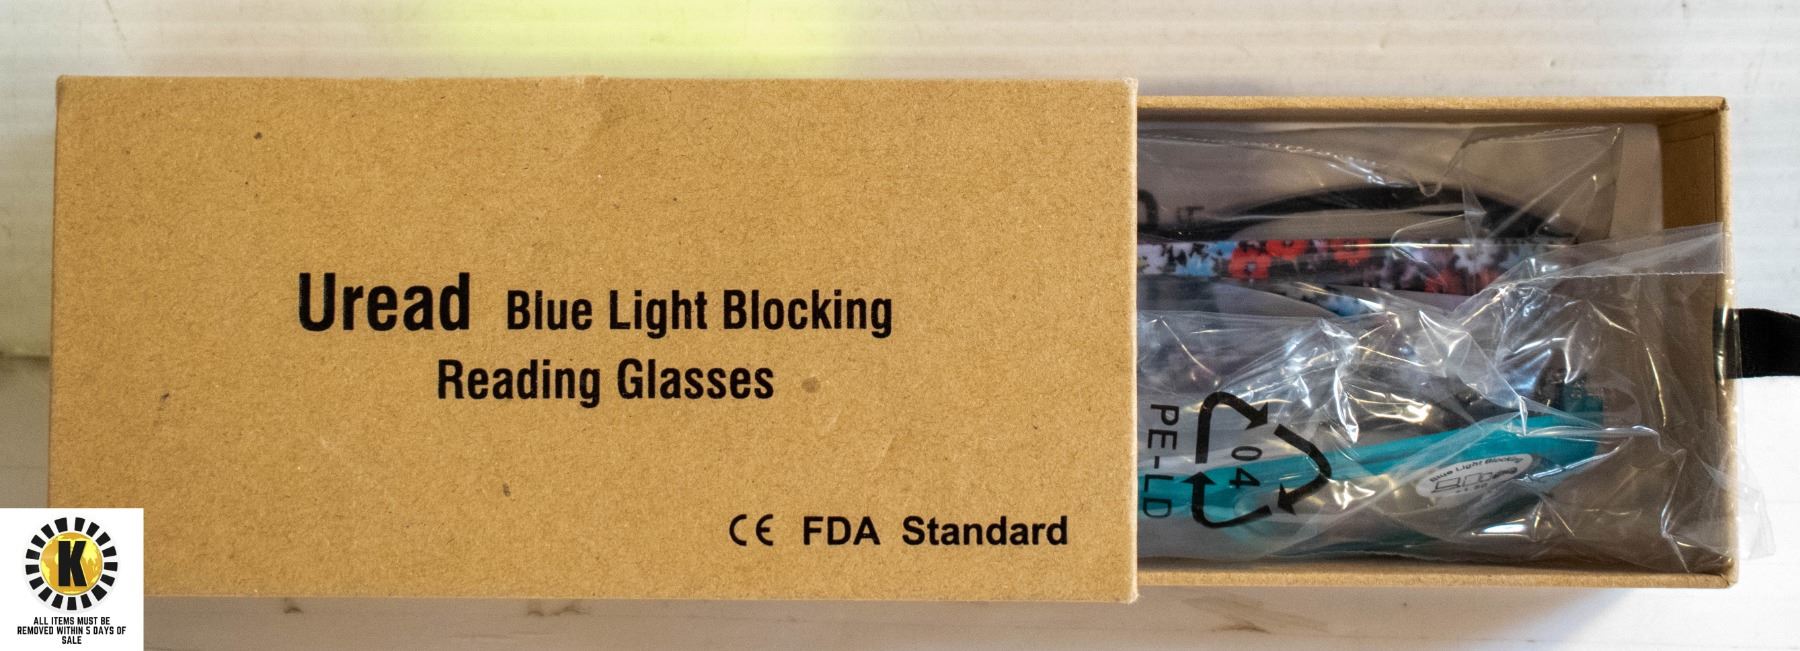 Uread Blue Light Blocking
Reading Glasses
CE FDA Standard
04
PE-LD
Blue Light Blocking
K
ALL ITEMS MUST BE
REMOVED WITHIN 5 DAYS OF
SALE